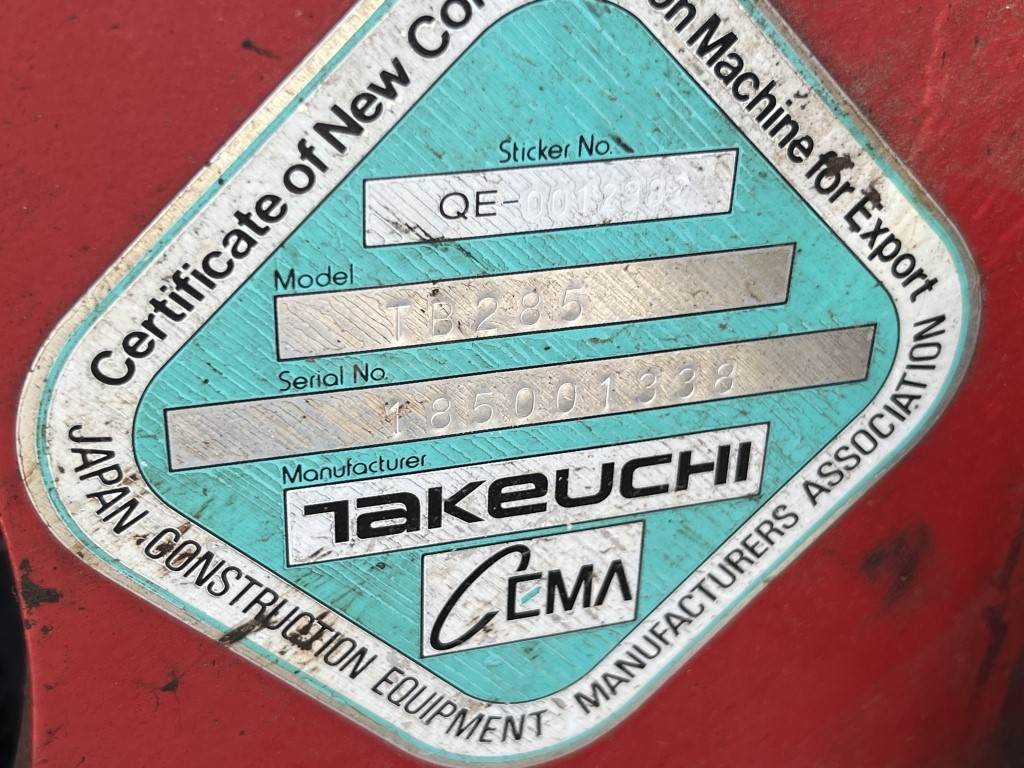 Certificate of New Con
on Machine for Export
Sticker No.
QE-
Model
TB285
Serial No.
185001338
Manufacturer
TAKEUCHI
CEMA
JAPAN CONSTRUCTION EQUIPMENT MANUFACTURERS ASSOCIATION